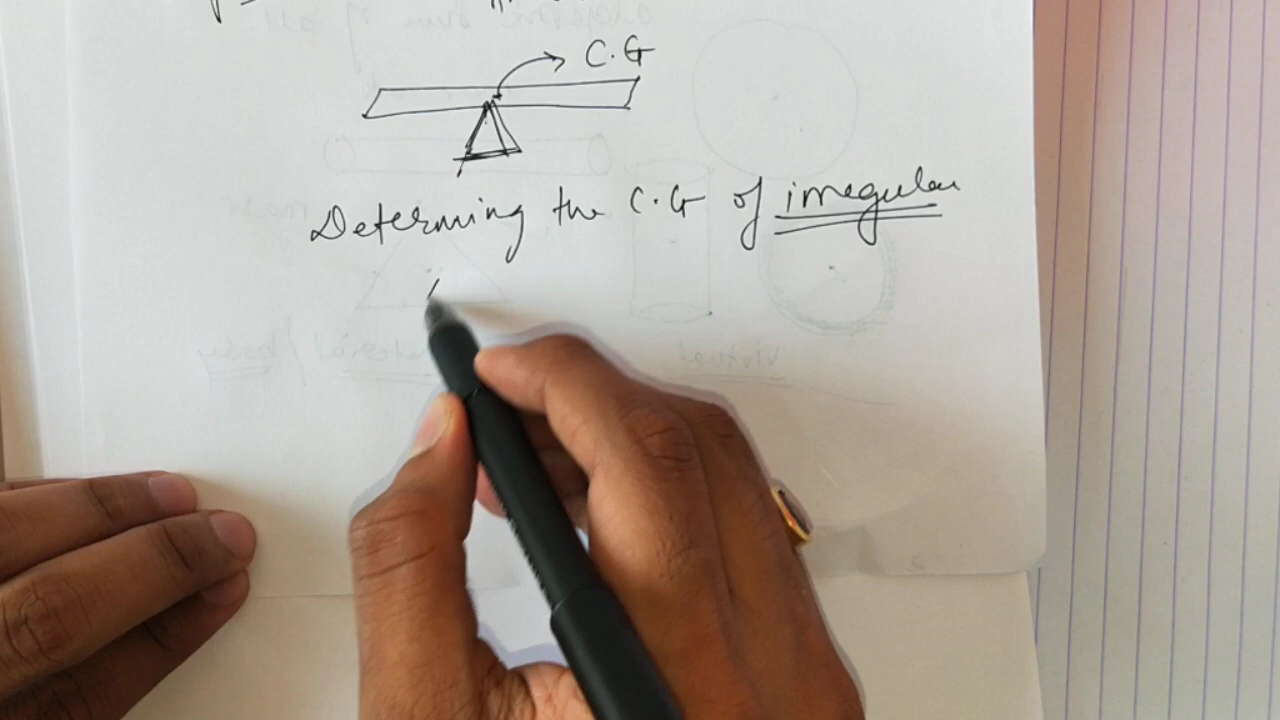 C.G
Determining the C.G of irregular